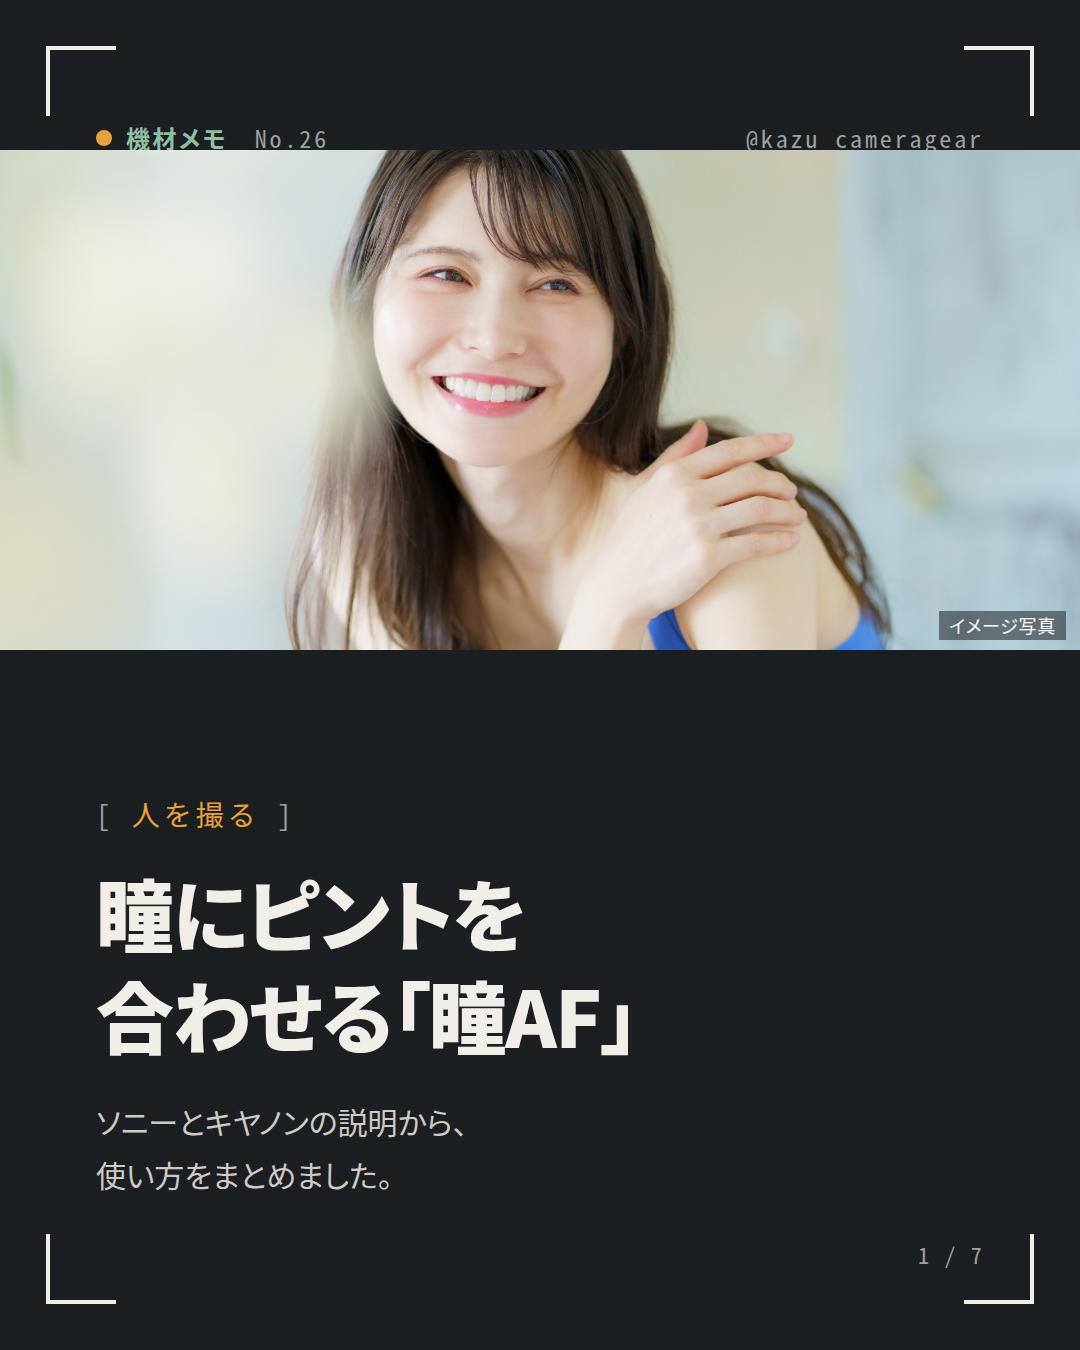 機材メモ No.26
@kazu_cameragear
イメージ写真
[ 人を撮る ]
瞳にピントを
合わせる「瞳AF」
ソニーとキヤノンの説明から、
使い方をまとめました。
1 / 7